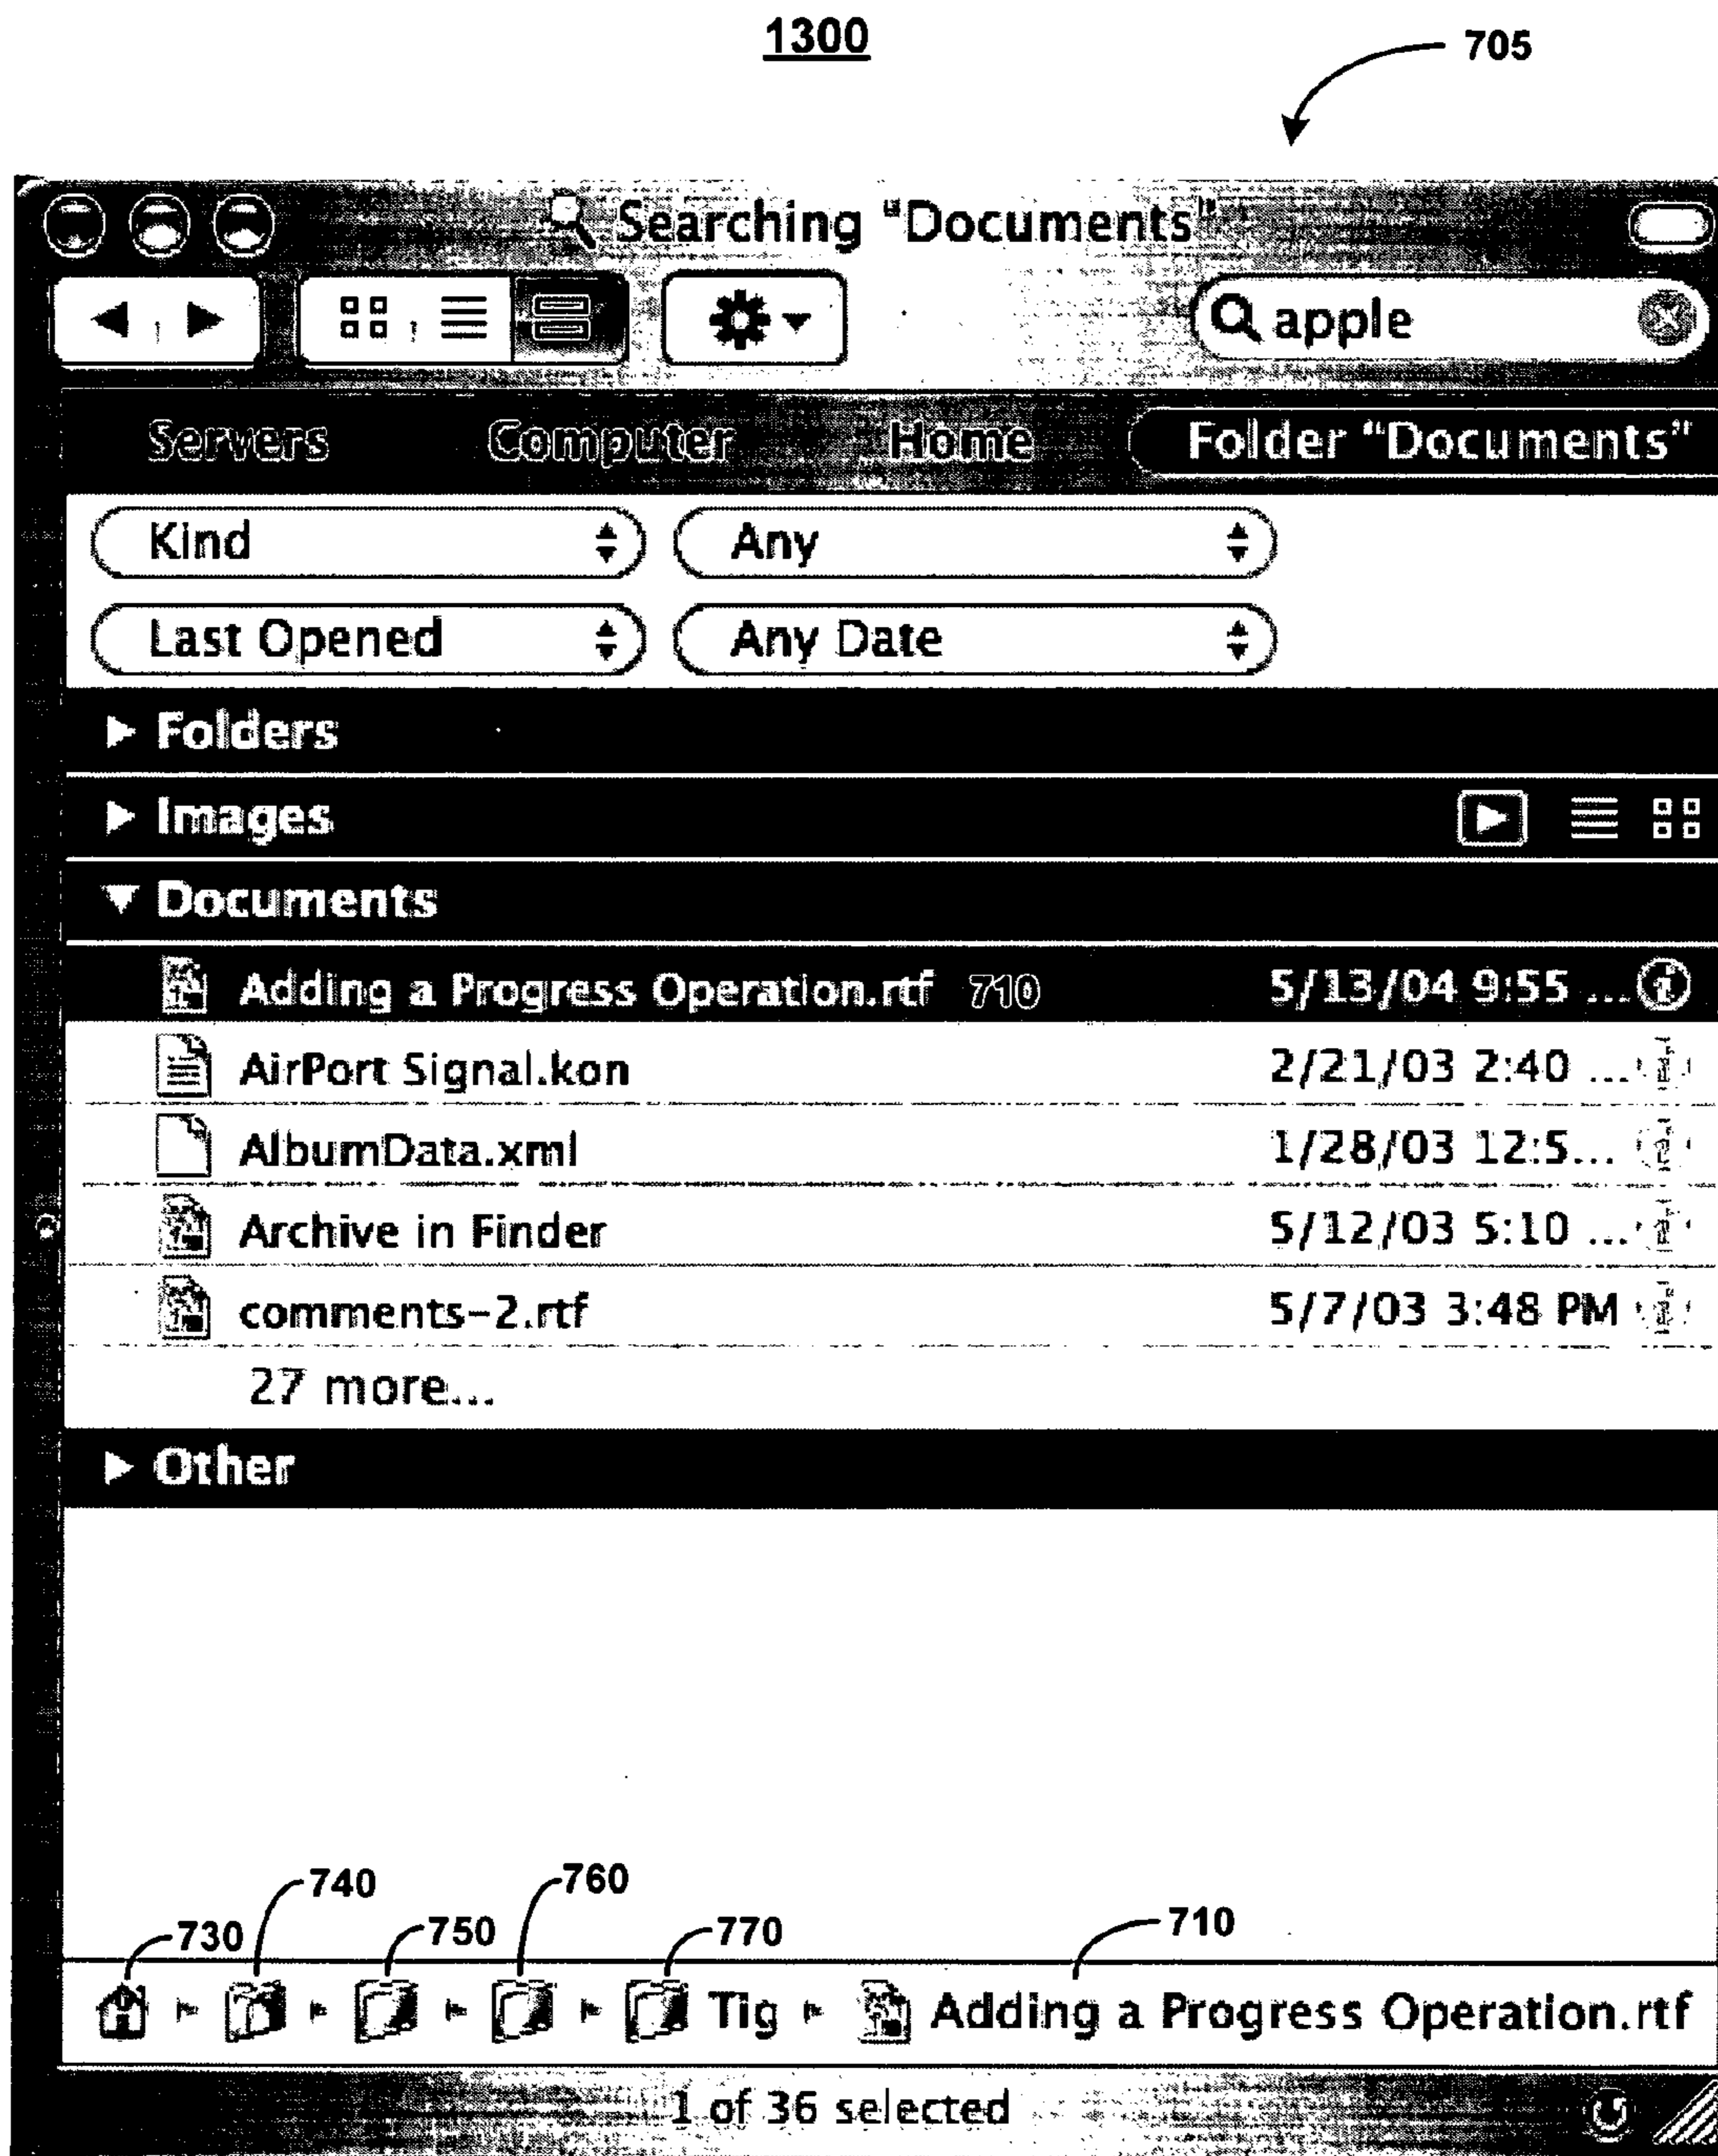 1300
705
Searching "Documents"
apple
Servers Computer Home Folder "Documents"
Kind Any
Last Opened Any Date
Folders
Images
Documents
Adding a Progress Operation.rtf 710 5/13/04 9:55 ...
AirPort Signal.kon 2/21/03 2:40 ...
AlbumData.xml 1/28/03 12:5...
Archive in Finder 5/12/03 5:10 ...
comments-2.rtf 5/7/03 3:48 PM
27 more...
Other
740 760
730 750 770 710
Tig Adding a Progress Operation.rtf
1 of 36 selected